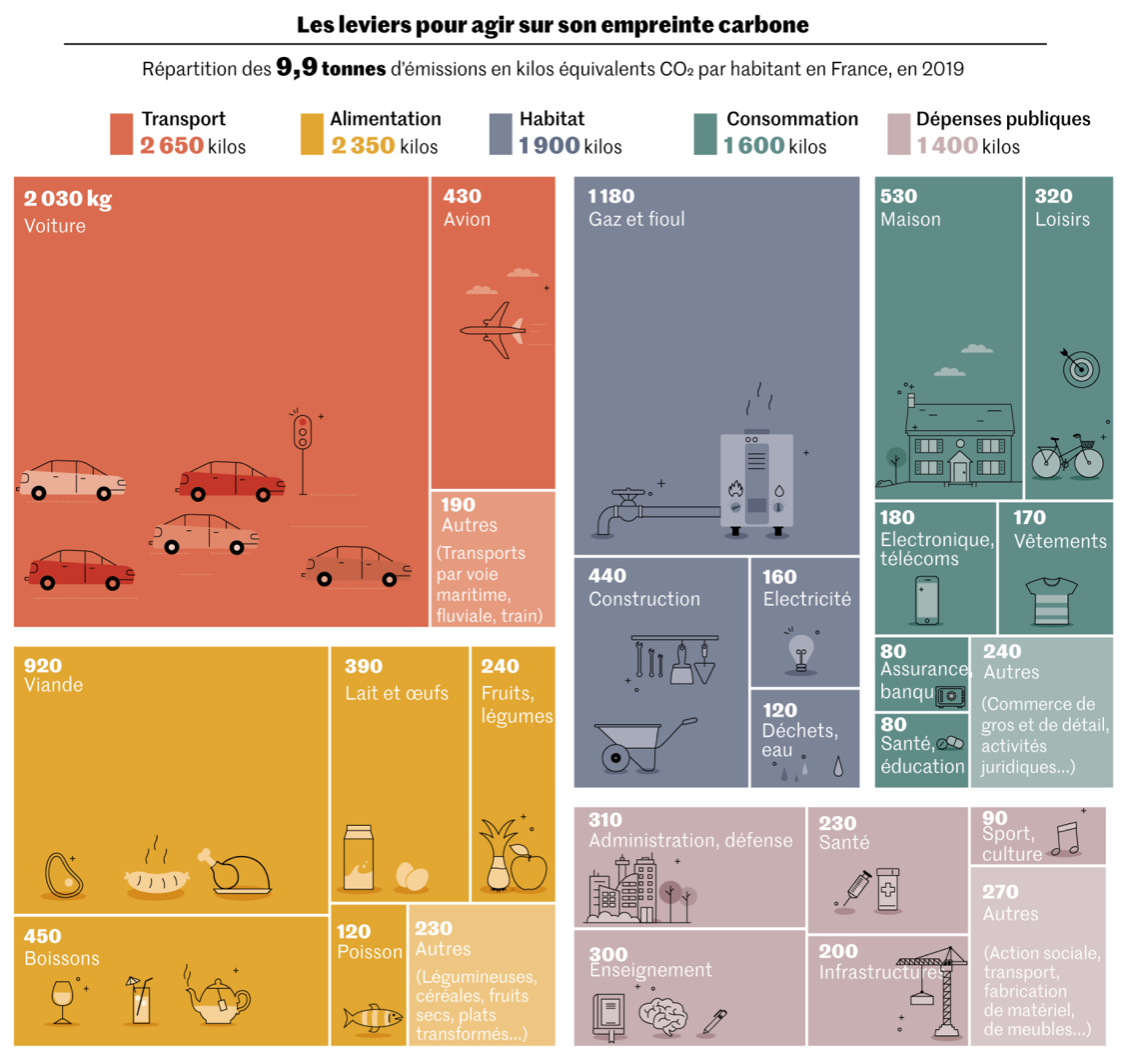 Les leviers pour agir sur son empreinte carbone
Répartition des 9,9 tonnes d'émissions en kilos équivalents CO₂ par habitant en France, en 2019
Transport
2 650 kilos
Alimentation
2 350 kilos
Habitat
1 900 kilos
Consommation
1 600 kilos
Dépenses publiques
1 400 kilos
2 030 kg
Voiture
430
Avion
190
Autres
(Transports
par voie
maritime,
fluviale, train)
920
Viande
390
Lait et œufs
240
Fruits,
légumes
450
Boissons
120
Poisson
230
Autres
(Légumineuses,
céréales, fruits
secs, plats
transformés...)
1 180
Gaz et fioul
440
Construction
160
Electricité
120
Déchets,
eau
530
Maison
320
Loisirs
180
Electronique,
télécoms
170
Vêtements
80
Assurance,
banqu
80
Santé,
éducation
240
Autres
(Commerce de
gros et de détail,
activités
juridiques...)
310
Administration, défense
230
Santé
90
Sport,
culture
300
Enseignement
200
Infrastructures
270
Autres
(Action sociale,
transport,
fabrication
de matériel,
de meubles...)